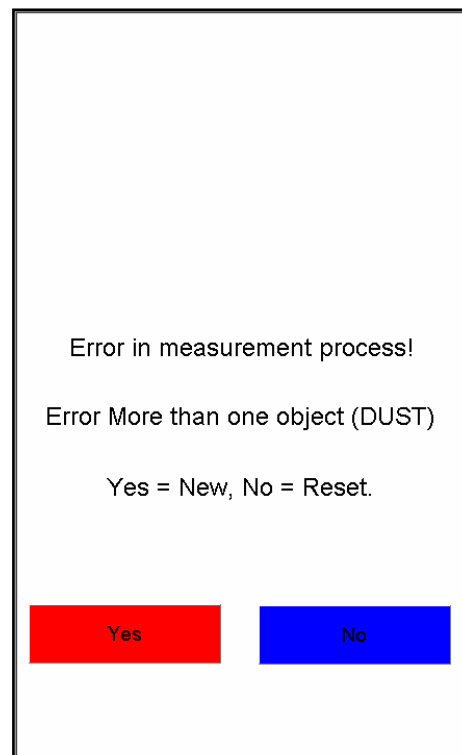 Error in measurement process!
Error More than one object (DUST)
Yes = New, No = Reset.
Yes
No